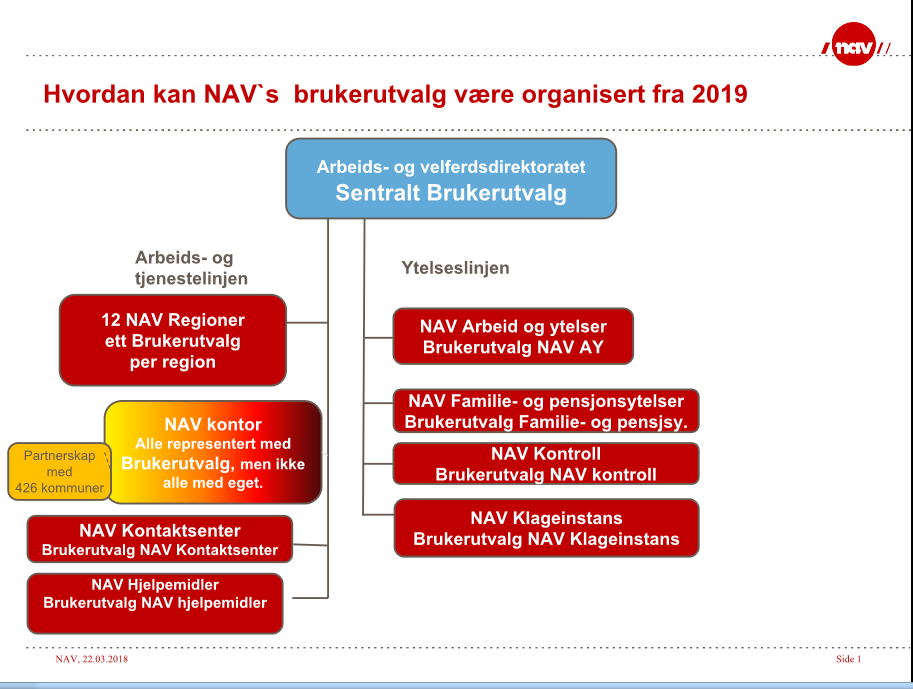 nav
Hvordan kan NAV`s  brukerutvalg være organisert fra 2019
Arbeids- og velferdsdirektoratet
Sentralt Brukerutvalg
Arbeids- og
tjenestelinjen
Ytelseslinjen
12 NAV Regioner
ett Brukerutvalg
per region
NAV Arbeid og ytelser
Brukerutvalg NAV AY
NAV Familie- og pensjonsytelser
Brukerutvalg Familie- og pensjsy.
NAV kontor
Alle representert med
Brukerutvalg, men ikke
alle med eget.
Partnerskap
med
426 kommuner
NAV Kontroll
Brukerutvalg NAV kontroll
NAV Klageinstans
Brukerutvalg NAV Klageinstans
NAV Kontaktsenter
Brukerutvalg NAV Kontaktsenter
NAV Hjelpemidler
Brukerutvalg NAV hjelpemidler
NAV, 22.03.2018
Side 1